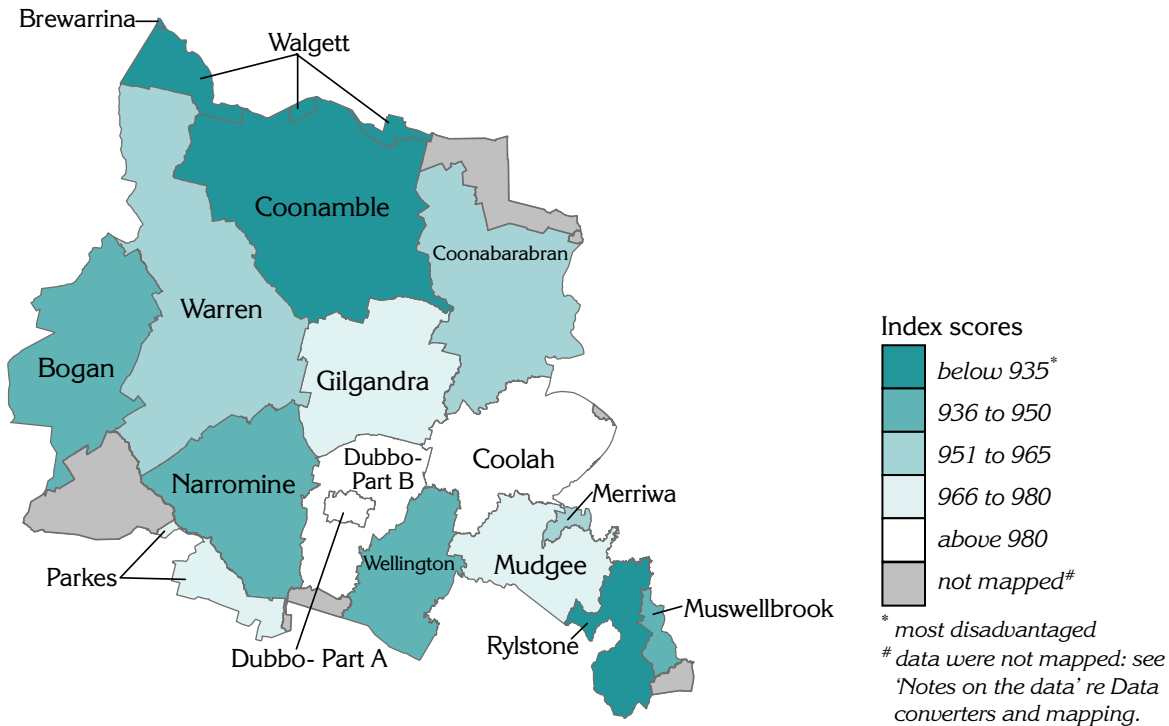 Brewarrina
Walgett
Coonamble
Coonabarabran
Warren
Bogan
Gilgandra
Dubbo-
Part B
Coolah
Narromine
Merriwa
Wellington
Mudgee
Parkes
Muswellbrook
Rylstone
Dubbo- Part A
Index scores
below 935*
936 to 950
951 to 965
966 to 980
above 980
not mapped#
* most disadvantaged
# data were not mapped: see
'Notes on the data' re Data
converters and mapping.